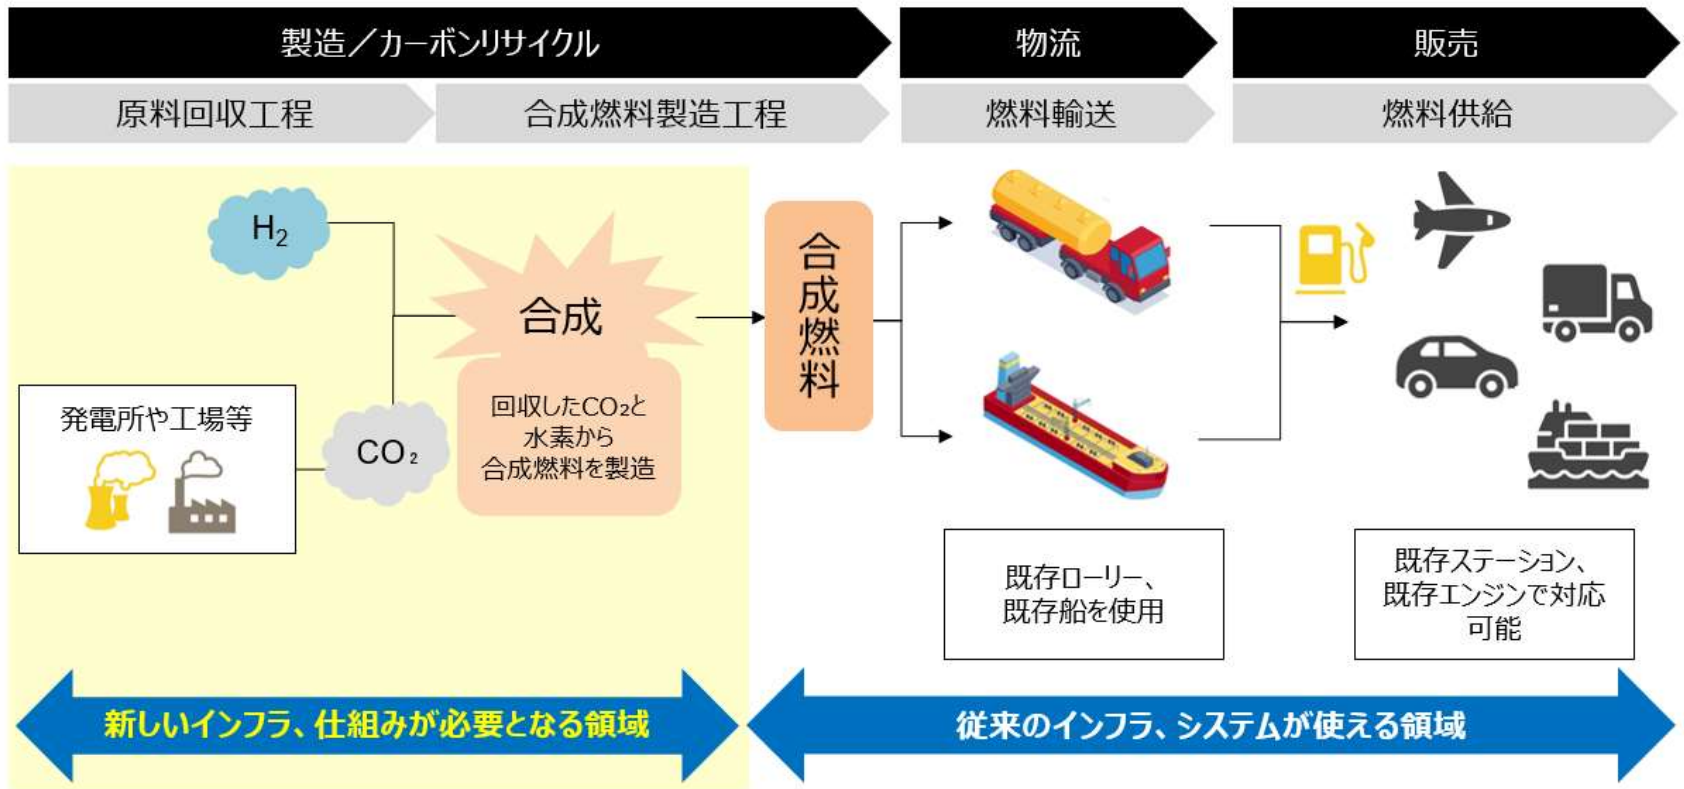 製造／カーボンリサイクル
物流
販売
原料回収工程
合成燃料製造工程
燃料輸送
燃料供給
H₂
合成
合成燃料
発電所や工場等
CO₂
回収したCO₂と
水素から
合成燃料を製造
既存ローリー、
既存船を使用
既存ステーション、
既存エンジンで対応
可能
新しいインフラ、仕組みが必要となる領域
従来のインフラ、システムが使える領域